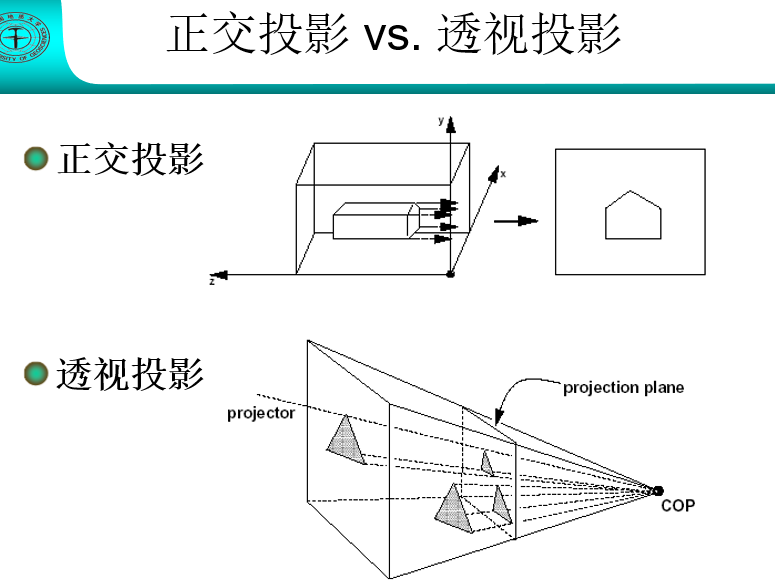 正交投影 vs. 透视投影
正交投影
y
x
z
透视投影
projection plane
projector
COP